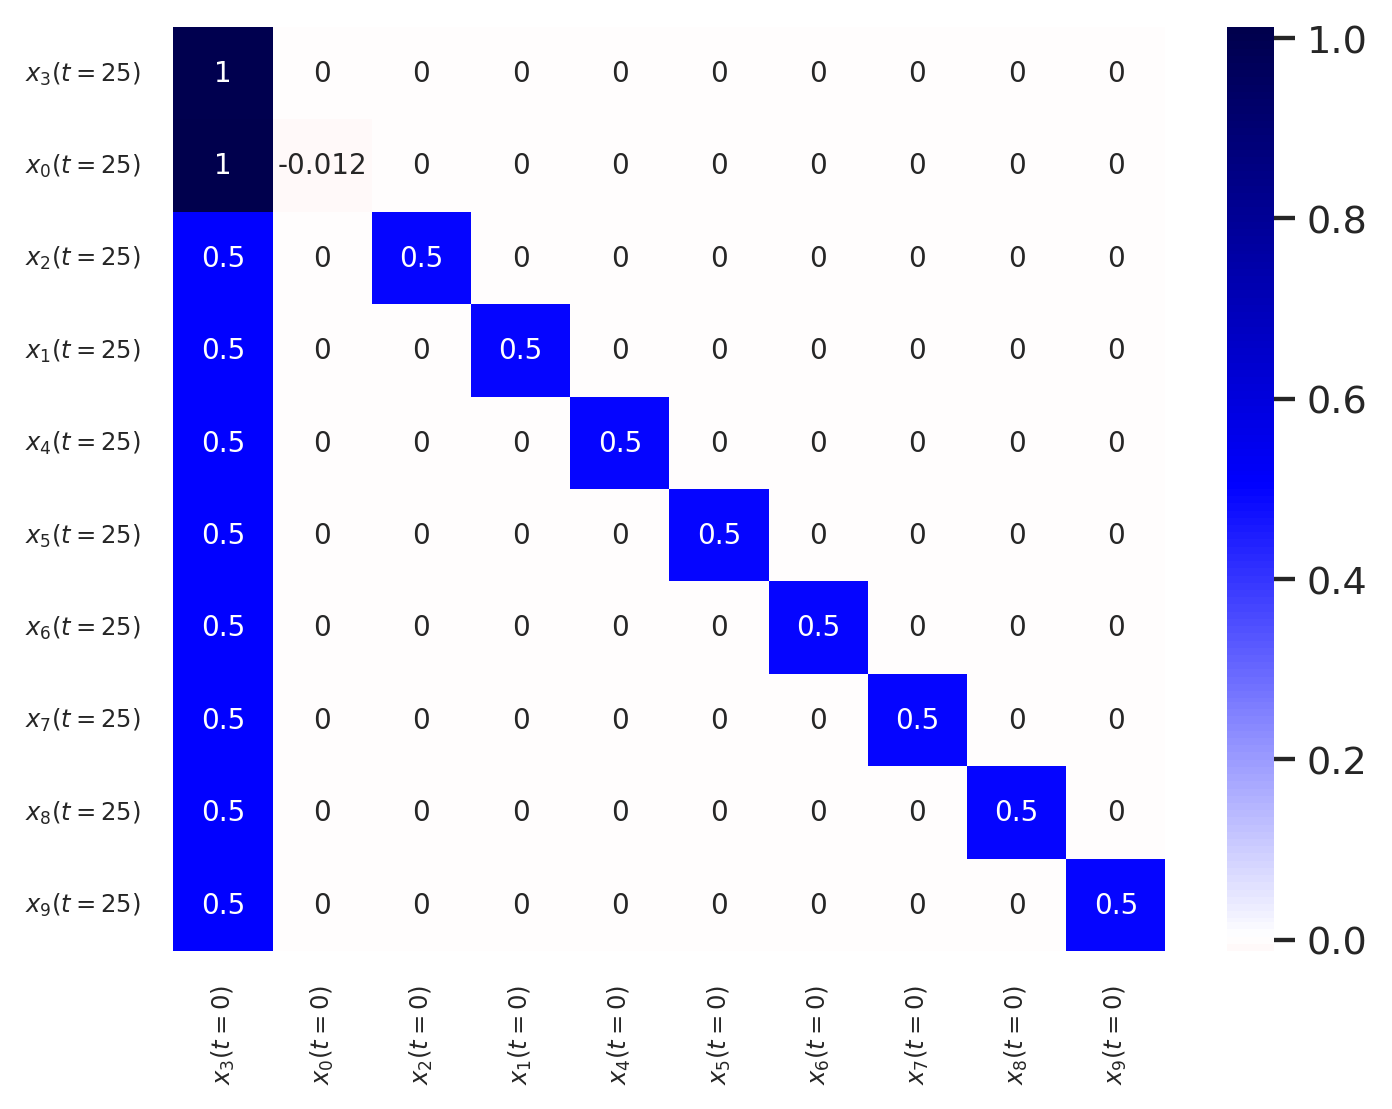 x₃(t = 25) 1 0 0 0 0 0 0 0 0 0
x₀(t = 25) 1 -0.012 0 0 0 0 0 0 0 0
x₂(t = 25) 0.5 0 0.5 0 0 0 0 0 0 0
x₁(t = 25) 0.5 0 0 0.5 0 0 0 0 0 0
x₄(t = 25) 0.5 0 0 0 0.5 0 0 0 0 0
x₅(t = 25) 0.5 0 0 0 0 0.5 0 0 0 0
x₆(t = 25) 0.5 0 0 0 0 0 0.5 0 0 0
x₇(t = 25) 0.5 0 0 0 0 0 0 0.5 0 0
x₈(t = 25) 0.5 0 0 0 0 0 0 0 0.5 0
x₉(t = 25) 0.5 0 0 0 0 0 0 0 0 0.5
x₃(t = 0) x₀(t = 0) x₂(t = 0) x₁(t = 0) x₄(t = 0) x₅(t = 0) x₆(t = 0) x₇(t = 0) x₈(t = 0) x₉(t = 0)
1.0
0.8
0.6
0.4
0.2
0.0